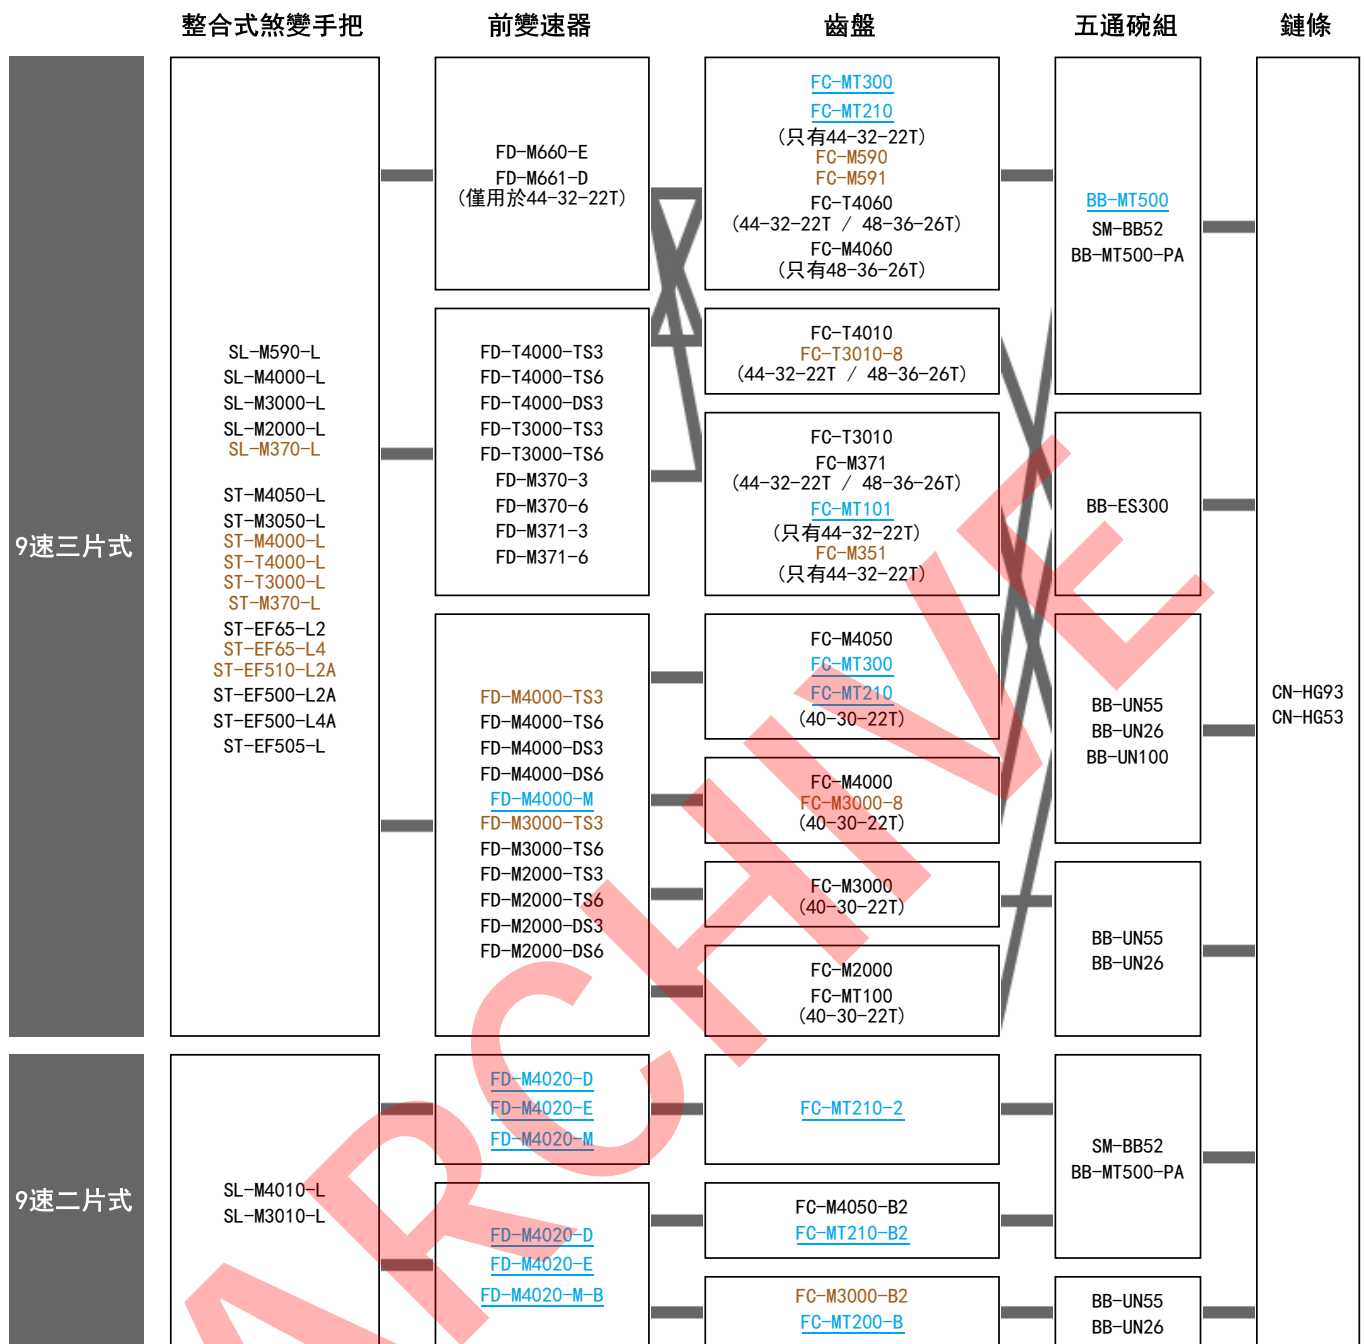 整合式煞變手把
前變速器
齒盤
五通碗組
鏈條
9速三片式
SL-M590-L
SL-M4000-L
SL-M3000-L
SL-M2000-L
SL-M370-L
ST-M4050-L
ST-M3050-L
ST-M4000-L
ST-T4000-L
ST-T3000-L
ST-M370-L
ST-EF65-L2
ST-EF65-L4
ST-EF510-L2A
ST-EF500-L2A
ST-EF500-L4A
ST-EF505-L
FD-M660-E
FD-M661-D
(僅用於44-32-22T)
FD-T4000-TS3
FD-T4000-TS6
FD-T4000-DS3
FD-T3000-TS3
FD-T3000-TS6
FD-M370-3
FD-M370-6
FD-M371-3
FD-M371-6
FD-M4000-TS3
FD-M4000-TS6
FD-M4000-DS3
FD-M4000-DS6
FD-M4000-M
FD-M3000-TS3
FD-M3000-TS6
FD-M2000-TS3
FD-M2000-TS6
FD-M2000-DS3
FD-M2000-DS6
FC-MT300
FC-MT210
(只有44-32-22T)
FC-M590
FC-M591
FC-T4060
(44-32-22T / 48-36-26T)
FC-M4060
(只有48-36-26T)
FC-T4010
FC-T3010-8
(44-32-22T / 48-36-26T)
FC-T3010
FC-M371
(44-32-22T / 48-36-26T)
FC-MT101
(只有44-32-22T)
FC-M351
(只有44-32-22T)
FC-M4050
FC-MT300
FC-MT210
(40-30-22T)
FC-M4000
FC-M3000-8
(40-30-22T)
FC-M3000
(40-30-22T)
FC-M2000
FC-MT100
(40-30-22T)
BB-MT500
SM-BB52
BB-MT500-PA
BB-ES300
BB-UN55
BB-UN26
BB-UN100
BB-UN55
BB-UN26
CN-HG93
CN-HG53
9速二片式
SL-M4010-L
SL-M3010-L
FD-M4020-D
FD-M4020-E
FD-M4020-M
FD-M4020-D
FD-M4020-E
FD-M4020-M-B
FC-MT210-2
FC-M4050-B2
FC-MT210-B2
FC-M3000-B2
FC-MT200-B
SM-BB52
BB-MT500-PA
BB-UN55
BB-UN26
ARCHIVE